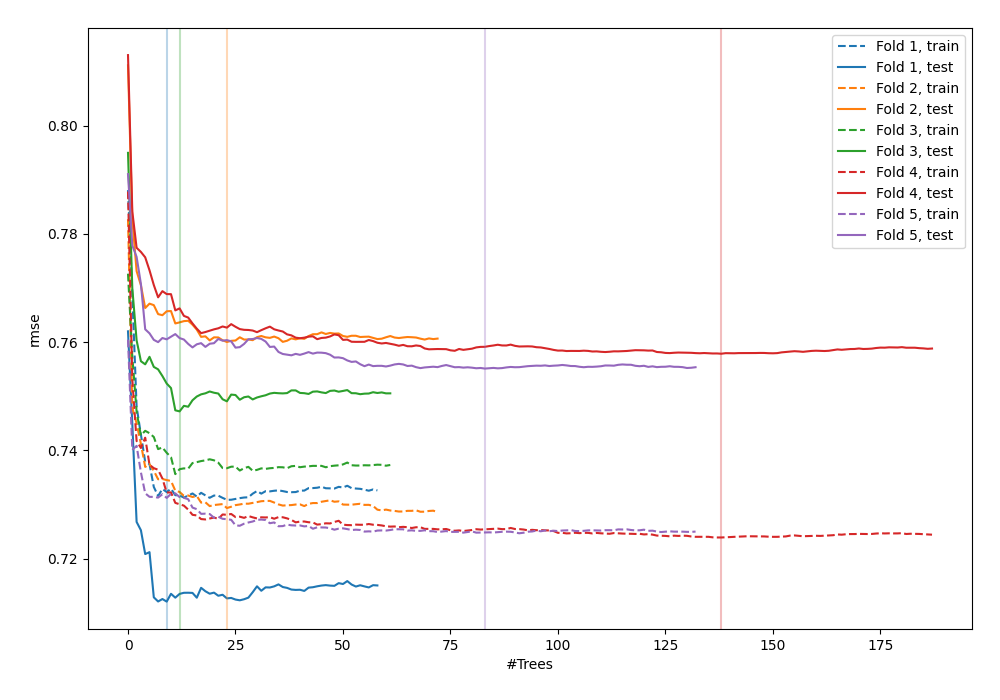 rmse
0.80
0.78
0.76
0.74
0.72
0
25
50
75
100
125
150
175
#Trees
Fold 1, train
Fold 1, test
Fold 2, train
Fold 2, test
Fold 3, train
Fold 3, test
Fold 4, train
Fold 4, test
Fold 5, train
Fold 5, test